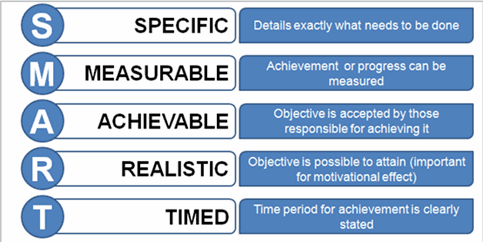 S SPECIFIC Details exactly what needs to be done
M MEASURABLE Achievement or progress can be
measured
A ACHIEVABLE Objective is accepted by those
responsible for achieving it
R REALISTIC Objective is possible to attain (important
for motivational effect)
T TIMED Time period for achievement is clearly
stated